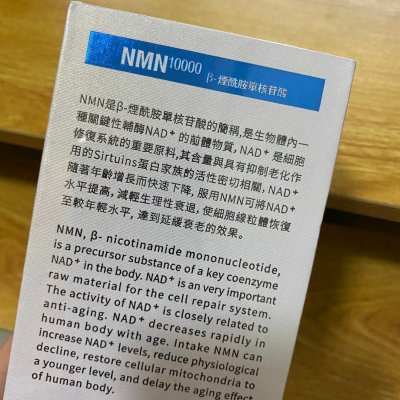 NMN10000
β-煙酰胺單核苷酸
NMN是β-煙酰胺單核苷酸的簡稱,是生物體內一
種關鍵性輔酶NAD⁺ 的前體物質, NAD⁺ 是細胞
修復系統的重要原料,其含量與具有抑制老化作
用的Sirtuins蛋白家族的活性密切相關, NAD⁺
隨著年齡增長而快速下降, 服用NMN可將NAD⁺
水平提高, 減輕生理性衰退, 使細胞線粒體恢復
至較年輕水平, 達到延緩衰老的效果。
NMN, β- nicotinamide mononucleotide,
is a precursor substance of a key coenzyme
NAD⁺ in the body. NAD⁺ is an very important
raw material for the cell repair system.
The activity of NAD⁺ is closely related to
anti-aging. NAD⁺ decreases rapidly in
human body with age. Intake NMN can
increase NAD⁺ levels, reduce physiological
decline, restore cellular mitochondria to
a younger level, and delay the aging effect
of human body.